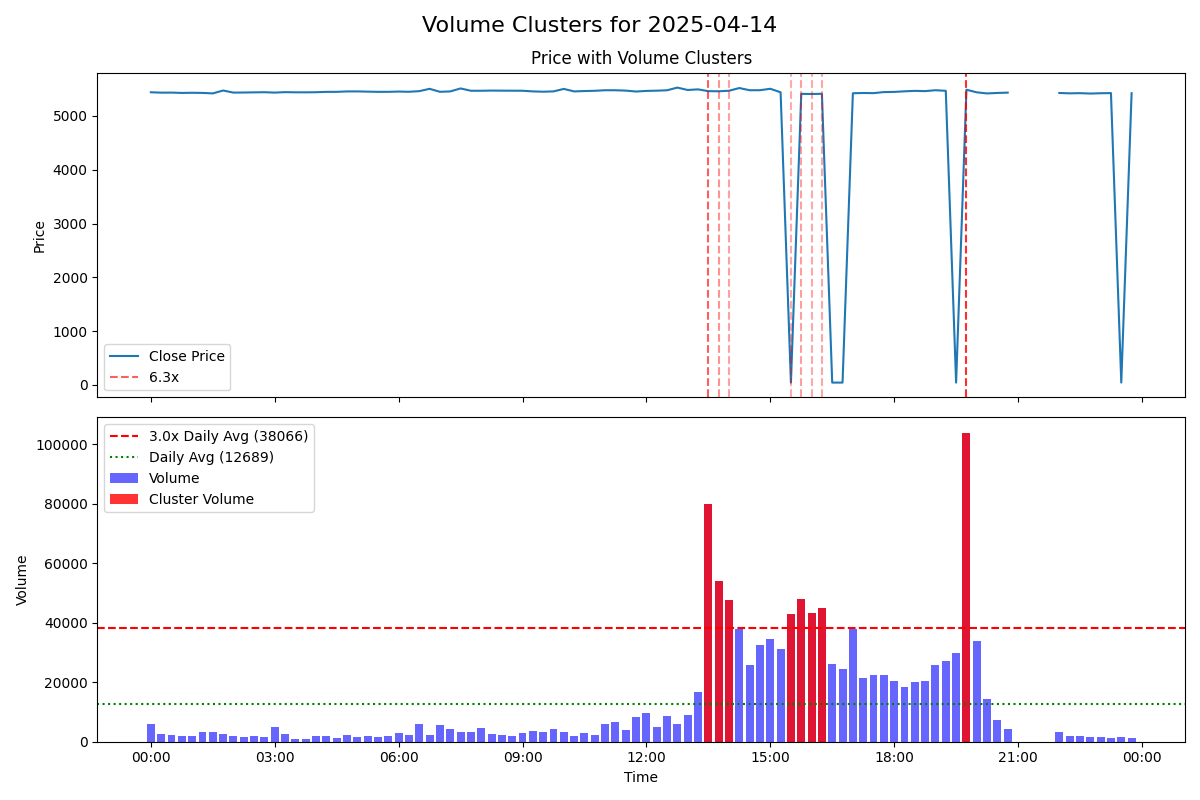 Volume Clusters for 2025-04-14
Price with Volume Clusters
Price
5000
4000
3000
2000
1000
0
Close Price
6.3x
Volume
100000
80000
60000
40000
20000
0
3.0x Daily Avg (38066)
Daily Avg (12689)
Volume
Cluster Volume
00:00 03:00 06:00 09:00 12:00 15:00 18:00 21:00 00:00
Time